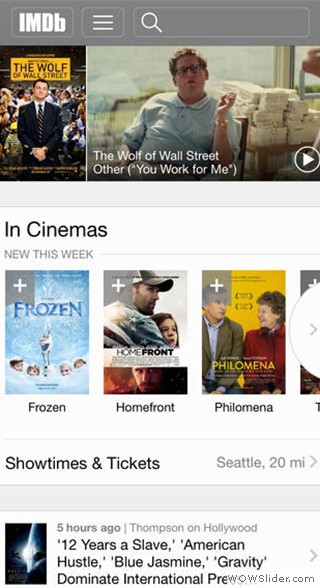 IMDb
THE WOLF
OF WALL STREET
The Wolf of Wall Street
Other ("You Work for Me")
In Cinemas
NEW THIS WEEK
FROZEN
HOMEFRONT
PHILOMENA
Frozen
Homefront
Philomena
T
Showtimes & Tickets
Seattle, 20 mi
5 hours ago | Thompson on Hollywood
'12 Years a Slave,' 'American
Hustle,' 'Blue Jasmine,' 'Gravity'
Dominate International Pre
WOWSlider.com